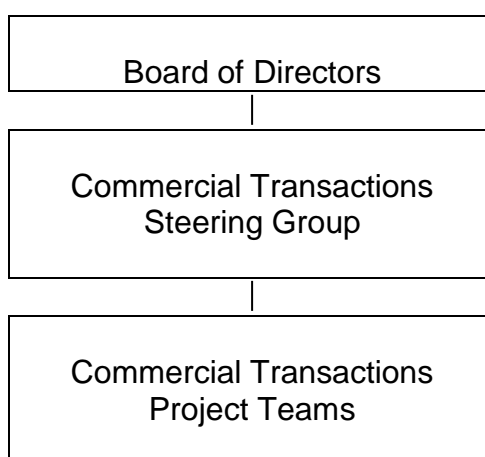 Board of Directors
Commercial Transactions
Steering Group
Commercial Transactions
Project Teams